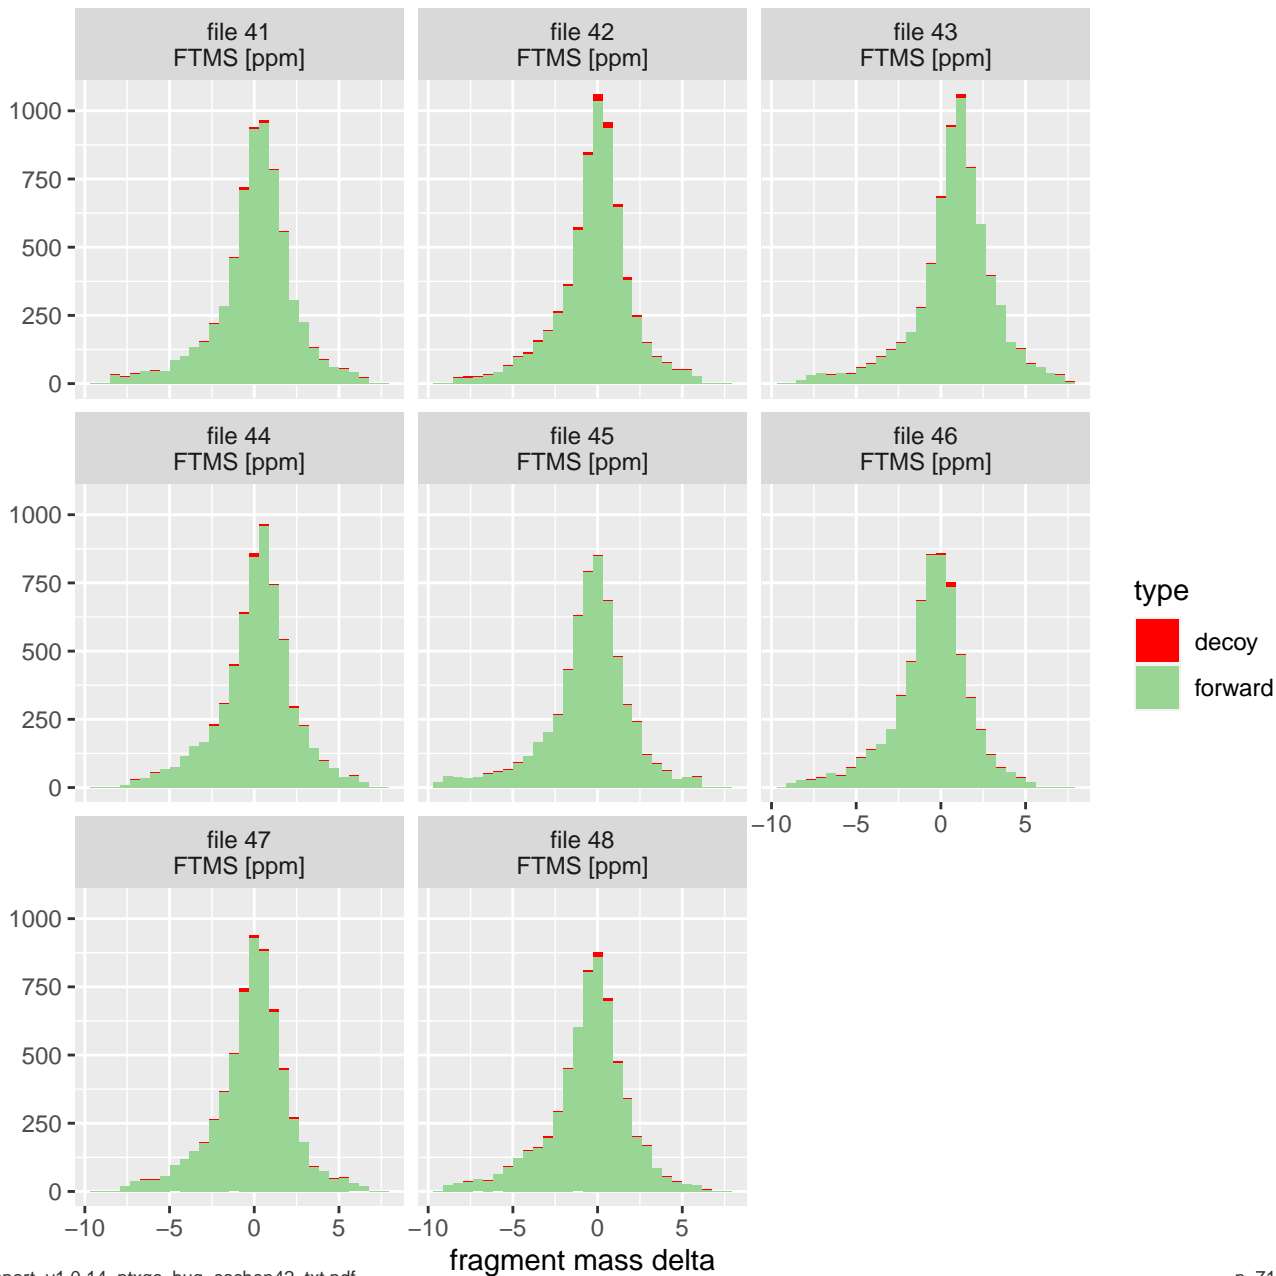 file 41
FTMS [ppm]
file 42
FTMS [ppm]
file 43
FTMS [ppm]
1000
750
500
250
0
file 44
FTMS [ppm]
file 45
FTMS [ppm]
file 46
FTMS [ppm]
1000
750
500
250
0
−10 −5 0 5
file 47
FTMS [ppm]
file 48
FTMS [ppm]
1000
750
500
250
0
−10 −5 0 5
−10 −5 0 5
fragment mass delta
type
decoy
forward
p. 71